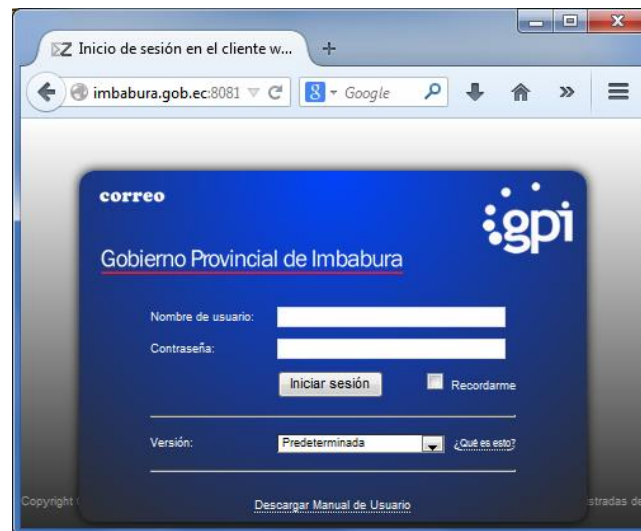 Inicio de sesión en el cliente w...
imbabura.gob.ec:8081
Google
correo
gpi
Gobierno Provincial de Imbabura
Nombre de usuario:
Contraseña:
Iniciar sesión
Recordarme
Versión:
Predeterminada
¿Qué es esto?
Copyright
stradas de
Descargar Manual de Usuario